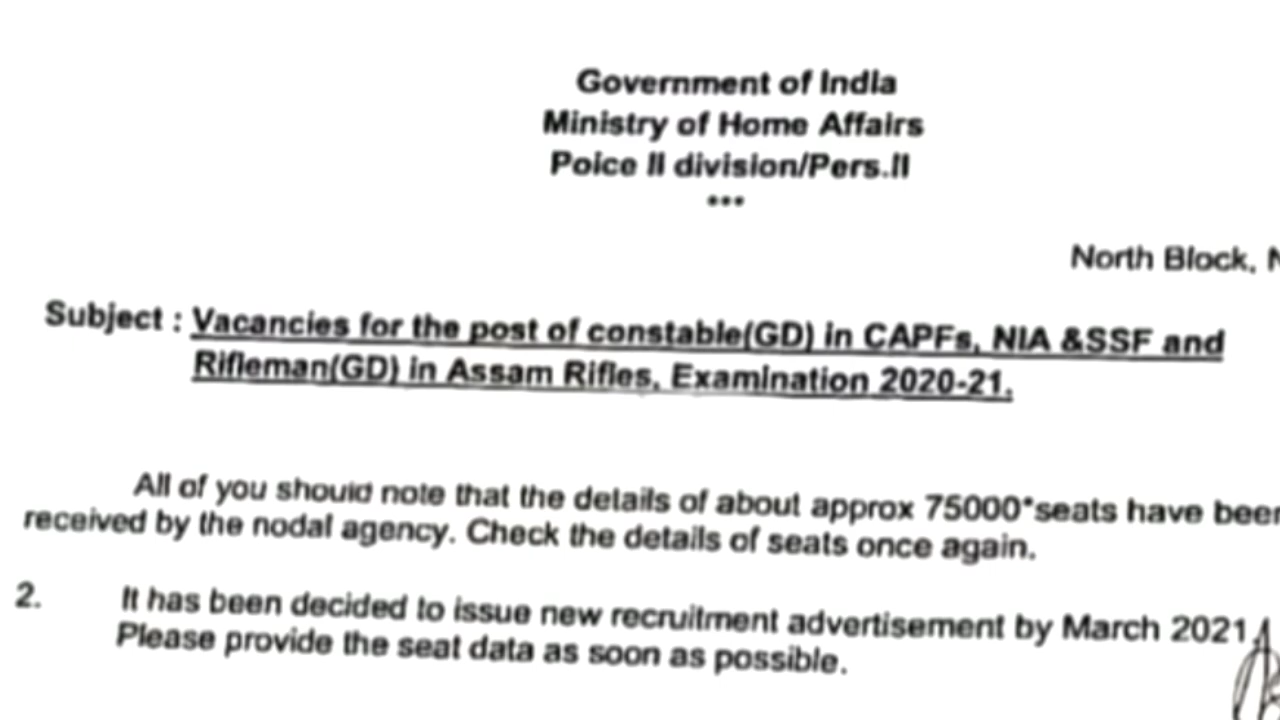 Government of India
Ministry of Home Affairs
Poice II division/Pers.II
***
North Block, N
Subject : Vacancies for the post of constable(GD) in CAPFs, NIA &SSF and
Rifleman(GD) in Assam Rifles, Examination 2020-21.
All of you should note that the details of about approx 75000*seats have been
received by the nodal agency. Check the details of seats once again.
2. It has been decided to issue new recruitment advertisement by March 2021
Please provide the seat data as soon as possible.